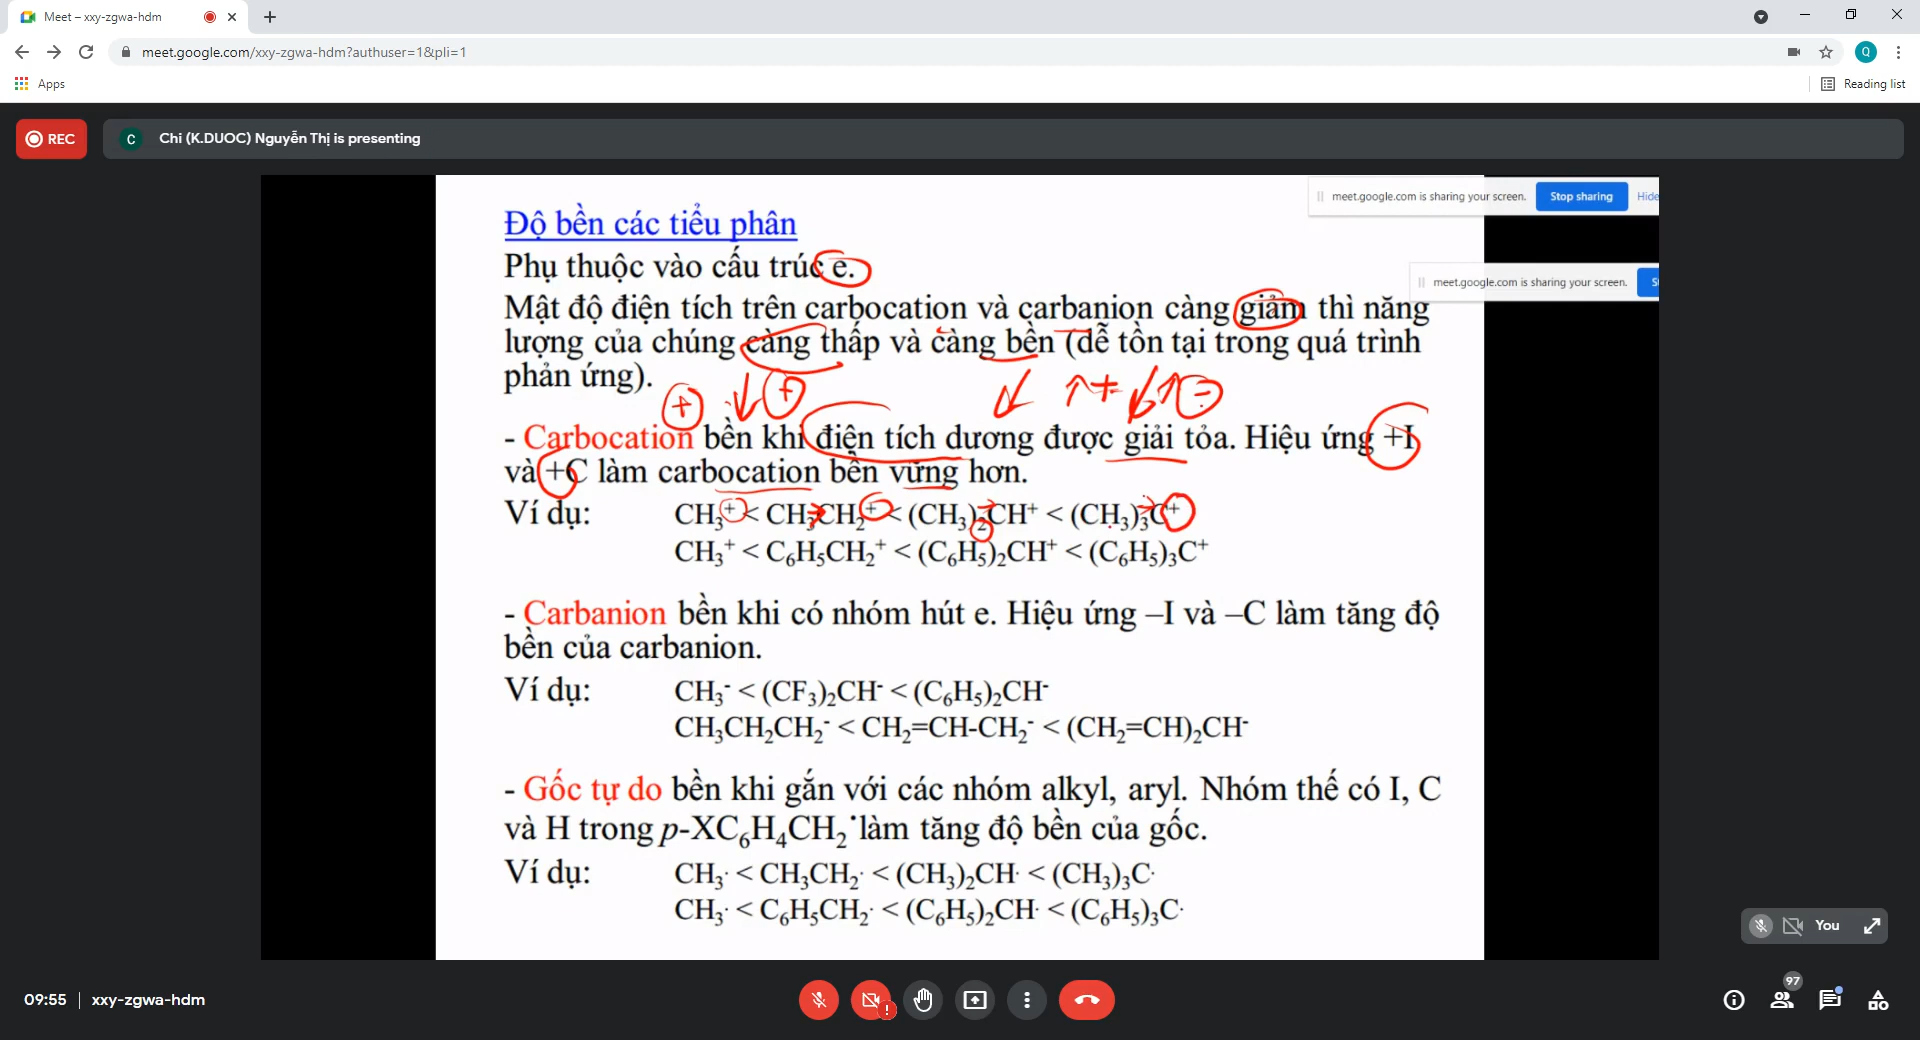 Meet – xxy-zgwa-hdm
meet.google.com/xxy-zgwa-hdm?authuser=1&pli=1
Q
Apps
Reading list
REC
C
Chi (K.DUOC) Nguyễn Thị is presenting
meet.google.com is sharing your screen.
Stop sharing
Hide
meet.google.com is sharing your screen.
S
Độ bền các tiểu phân
Phụ thuộc vào cấu trúc e.
Mật độ điện tích trên carbocation và carbanion càng giảm thì năng
lượng của chúng càng thấp và càng bền (dễ tồn tại trong quá trình
phản ứng).
+ ↓ + ↓ ↑ + ↓ ↑ -
- Carbocation bền khi điện tích dương được giải tỏa. Hiệu ứng +I
và +C làm carbocation bền vững hơn.
Ví dụ: CH₃⁺ < CH₃CH₂⁺ < (CH₃)₂CH⁺ < (CH₃)₃C⁺
CH₃⁺ < C₆H₅CH₂⁺ < (C₆H₅)₂CH⁺ < (C₆H₅)₃C⁺
- Carbanion bền khi có nhóm hút e. Hiệu ứng –I và –C làm tăng độ
bền của carbanion.
Ví dụ: CH₃⁻ < (CF₃)₂CH⁻ < (C₆H₅)₂CH⁻
CH₃CH₂CH₂⁻ < CH₂=CH-CH₂⁻ < (CH₂=CH)₂CH⁻
- Gốc tự do bền khi gắn với các nhóm alkyl, aryl. Nhóm thế có I, C
và H trong p-XC₆H₄CH₂˙ làm tăng độ bền của gốc.
Ví dụ: CH₃· < CH₃CH₂· < (CH₃)₂CH· < (CH₃)₃C·
CH₃· < C₆H₅CH₂· < (C₆H₅)₂CH· < (C₆H₅)₃C·
You
09:55 | xxy-zgwa-hdm
97